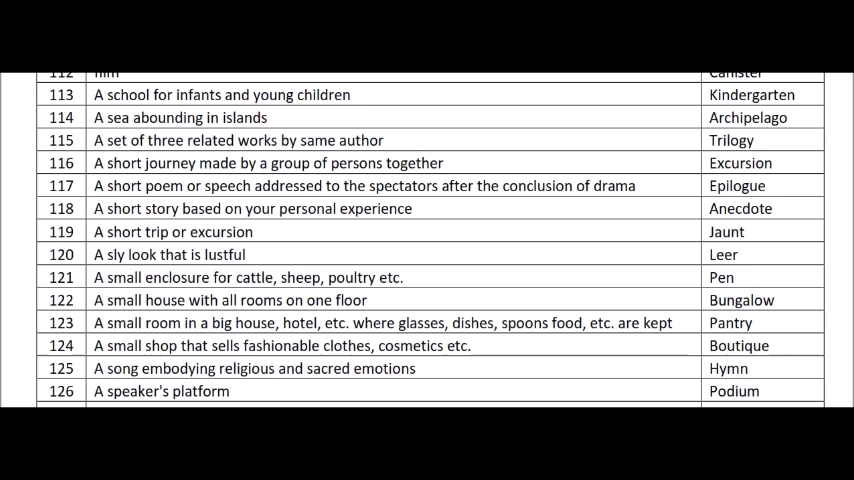 113 A school for infants and young children Kindergarten
114 A sea abounding in islands Archipelago
115 A set of three related works by same author Trilogy
116 A short journey made by a group of persons together Excursion
117 A short poem or speech addressed to the spectators after the conclusion of drama Epilogue
118 A short story based on your personal experience Anecdote
119 A short trip or excursion Jaunt
120 A sly look that is lustful Leer
121 A small enclosure for cattle, sheep, poultry etc. Pen
122 A small house with all rooms on one floor Bungalow
123 A small room in a big house, hotel, etc. where glasses, dishes, spoons food, etc. are kept Pantry
124 A small shop that sells fashionable clothes, cosmetics etc. Boutique
125 A song embodying religious and sacred emotions Hymn
126 A speaker's platform Podium